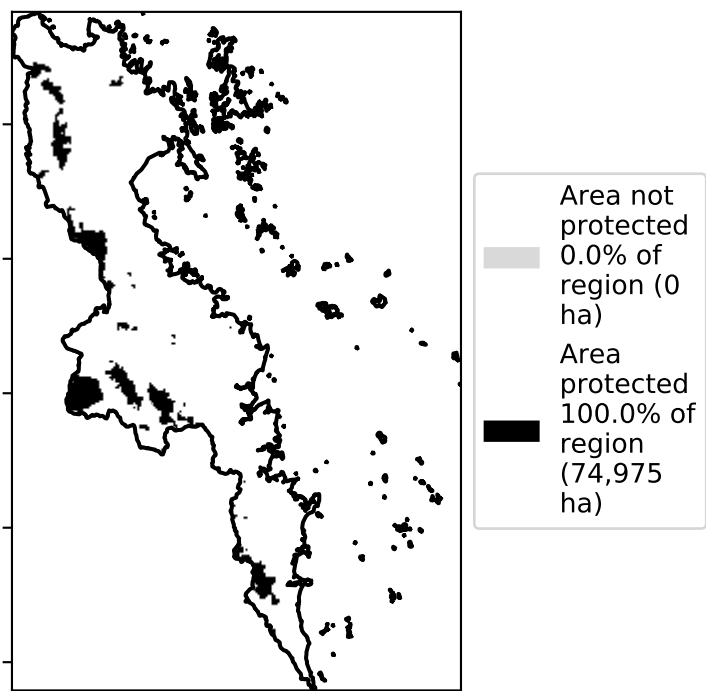 Area not
protected
0.0% of
region (0
ha)
Area
protected
100.0% of
region
(74,975
ha)